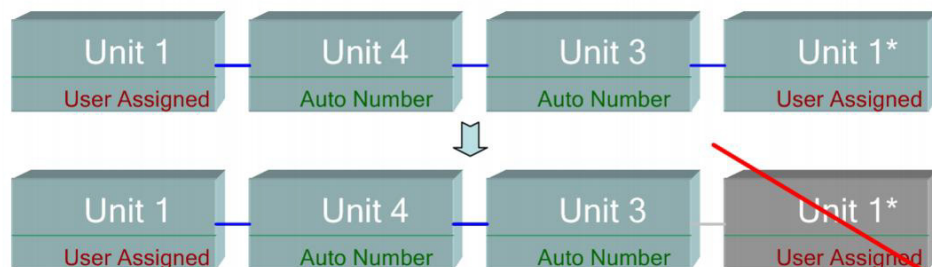 Unit 1 Unit 4 Unit 3 Unit 1*
User Assigned Auto Number Auto Number User Assigned
Unit 1 Unit 4 Unit 3 Unit 1*
User Assigned Auto Number Auto Number User Assigned